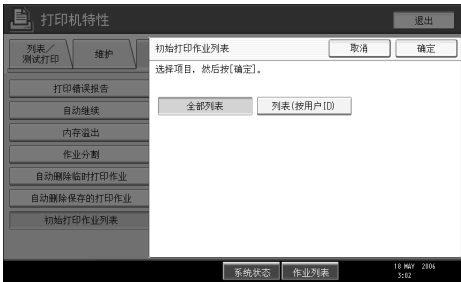 打印机特性
退出
列表/
测试打印
维护
初始打印作业列表
取消
确定
选择项目，然后按[确定]。
打印错误报告
全部列表
列表(按用户ID)
自动继续
内存溢出
作业分割
自动删除临时打印作业
自动删除保存的打印作业
初始打印作业列表
系统状态
作业列表
18 MAY 2006
3:02